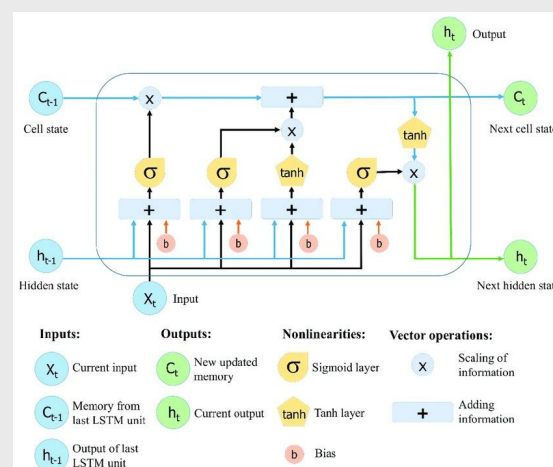 ht Output
Ct-1 x + Ct
Cell state Next cell state
x tanh
σ σ tanh σ x
+ + + +
b b b b
ht-1 ht
Hidden state Next hidden stat
Xt Input
Inputs: Outputs: Nonlinearities: Vector operations:
Xt Current input
Ct New updated
memory
σ Sigmoid layer
x Scaling of
information
Ct-1 Memory from
last LSTM unit
ht Current output
tanh Tanh layer
+ Adding
information
ht-1 Output of last
LSTM unit
b Bias